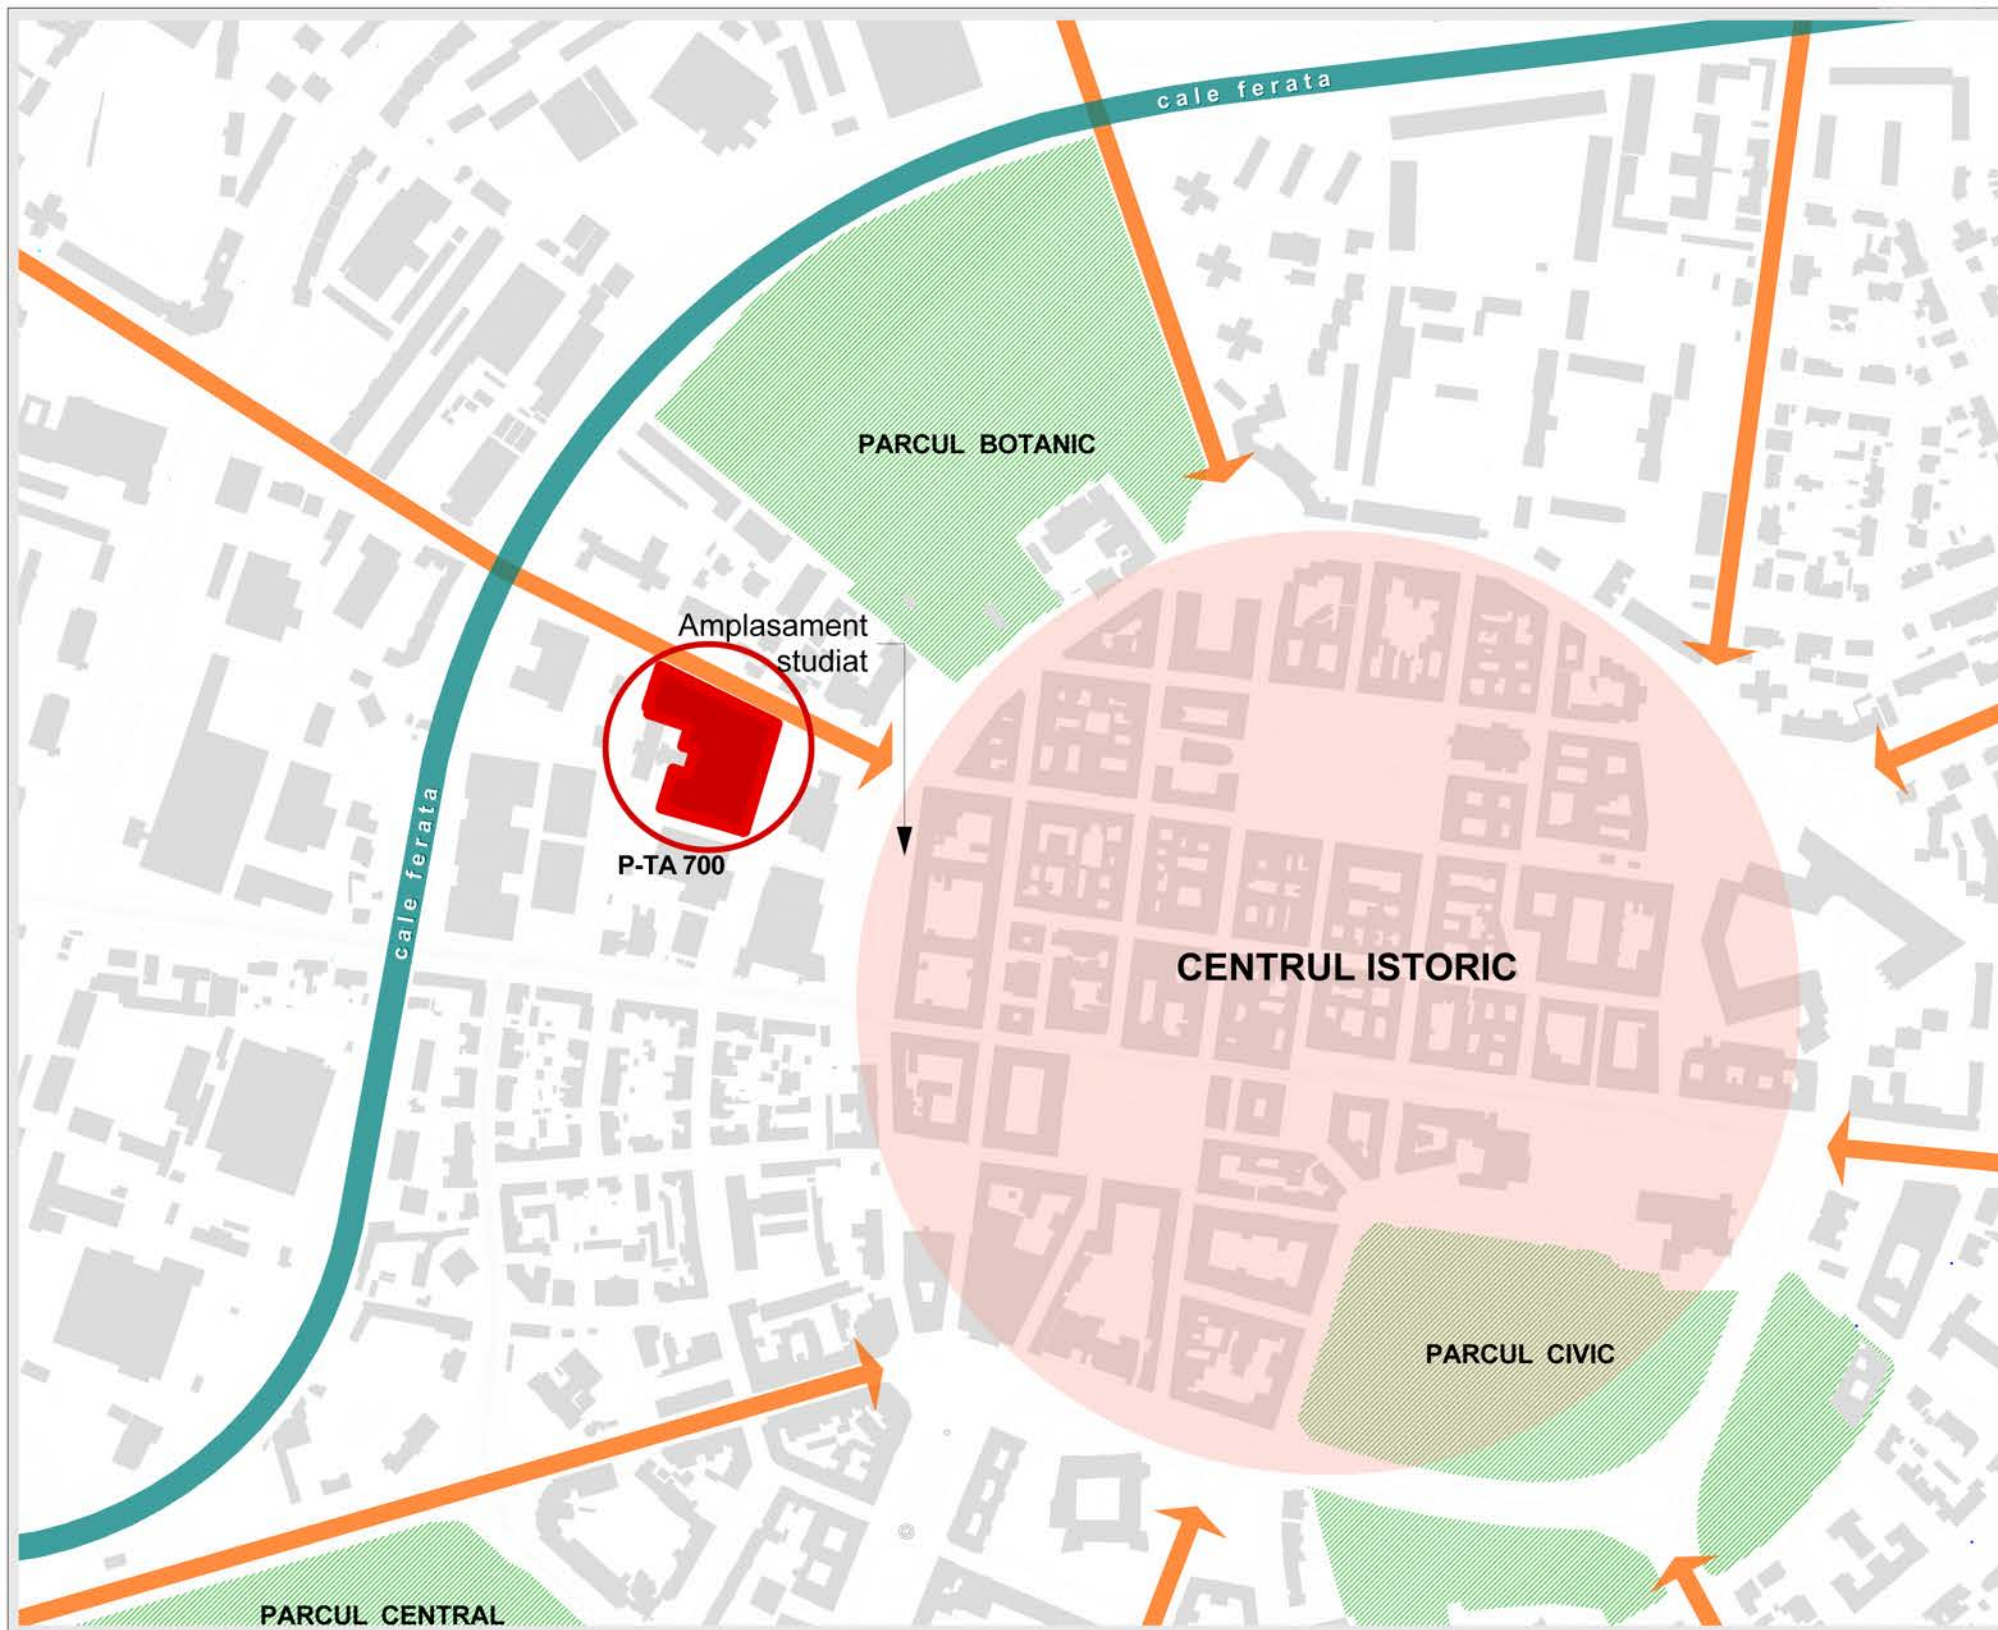 cale ferata
PARCUL BOTANIC
Amplasament
studiat
P-TA 700
cale ferata
CENTRUL ISTORIC
PARCUL CIVIC
PARCUL CENTRAL